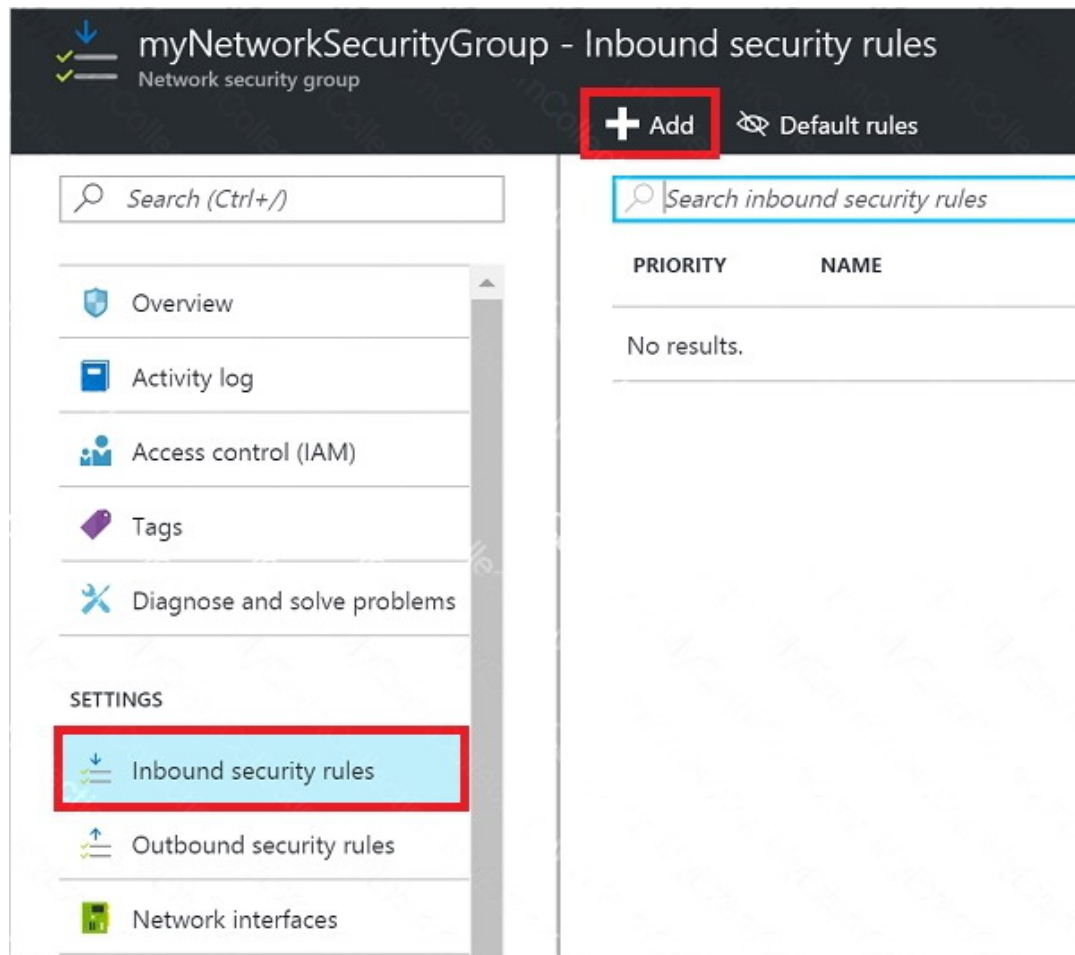 myNetworkSecurityGroup - Inbound security rules
Network security group
Add
Default rules
Search (Ctrl+/)
Overview
Activity log
Access control (IAM)
Tags
Diagnose and solve problems
SETTINGS
Inbound security rules
Outbound security rules
Network interfaces
Search inbound security rules
PRIORITY NAME
No results.